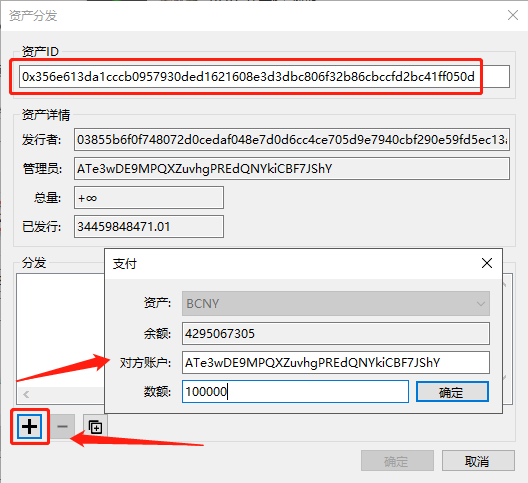 资产分发
资产ID
0x356e613da1cccb0957930ded1621608e3d3dbc806f32b86cbccfd2bc41ff050d
资产详情
发行者: 03855b6f0f748072d0cedaf048e7d0d6cc4ce705d9e7940cbf290e59fd5ec13a
管理员: ATe3wDE9MPQXZuvhgPREdQNYkiCBF7JShY
总量: +∞
已发行: 34459848471.01
分发
支付
资产: BCNY
余额: 4295067305
对方账户: ATe3wDE9MPQXZuvhgPREdQNYkiCBF7JShY
数额: 100000 确定
确定 取消